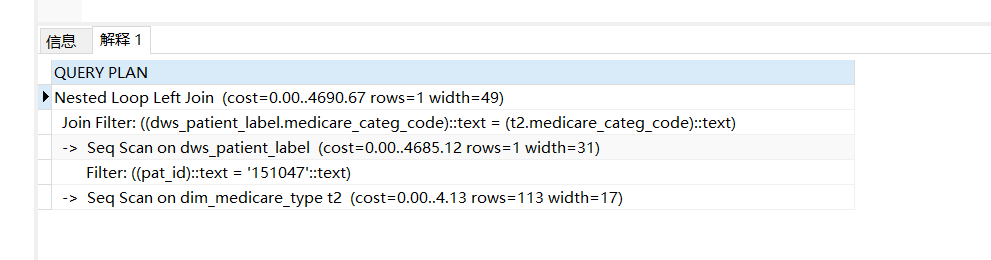 信息 解释 1
QUERY PLAN
Nested Loop Left Join (cost=0.00..4690.67 rows=1 width=49)
Join Filter: ((dws_patient_label.medicare_categ_code)::text = (t2.medicare_categ_code)::text)
-> Seq Scan on dws_patient_label (cost=0.00..4685.12 rows=1 width=31)
Filter: ((pat_id)::text = '151047'::text)
-> Seq Scan on dim_medicare_type t2 (cost=0.00..4.13 rows=113 width=17)